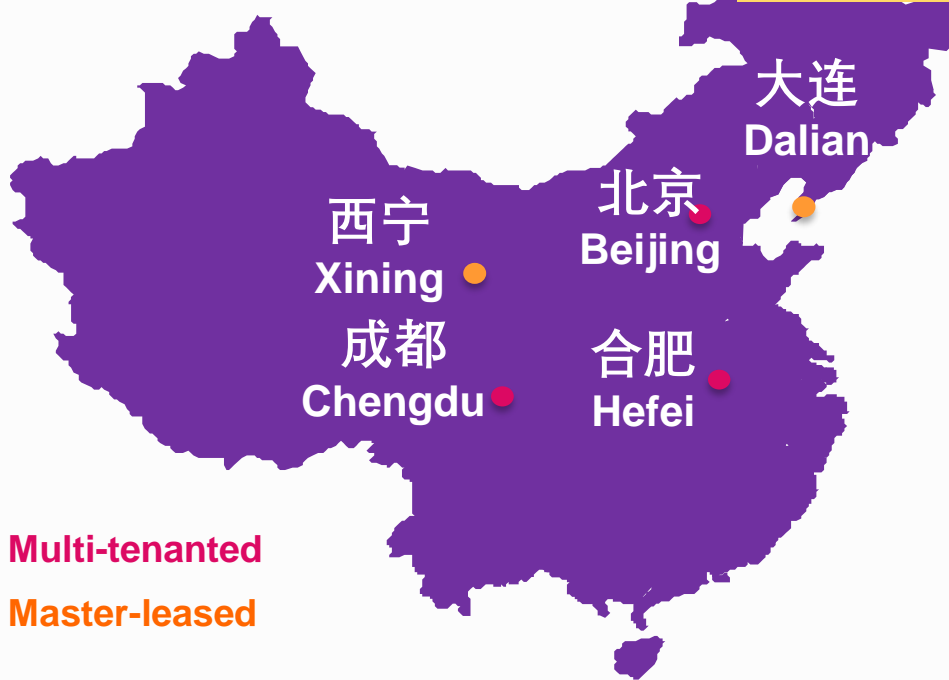 大连
Dalian
北京
Beijing
西宁
Xining
成都
Chengdu
合肥
Hefei
Multi-tenanted
Master-leased